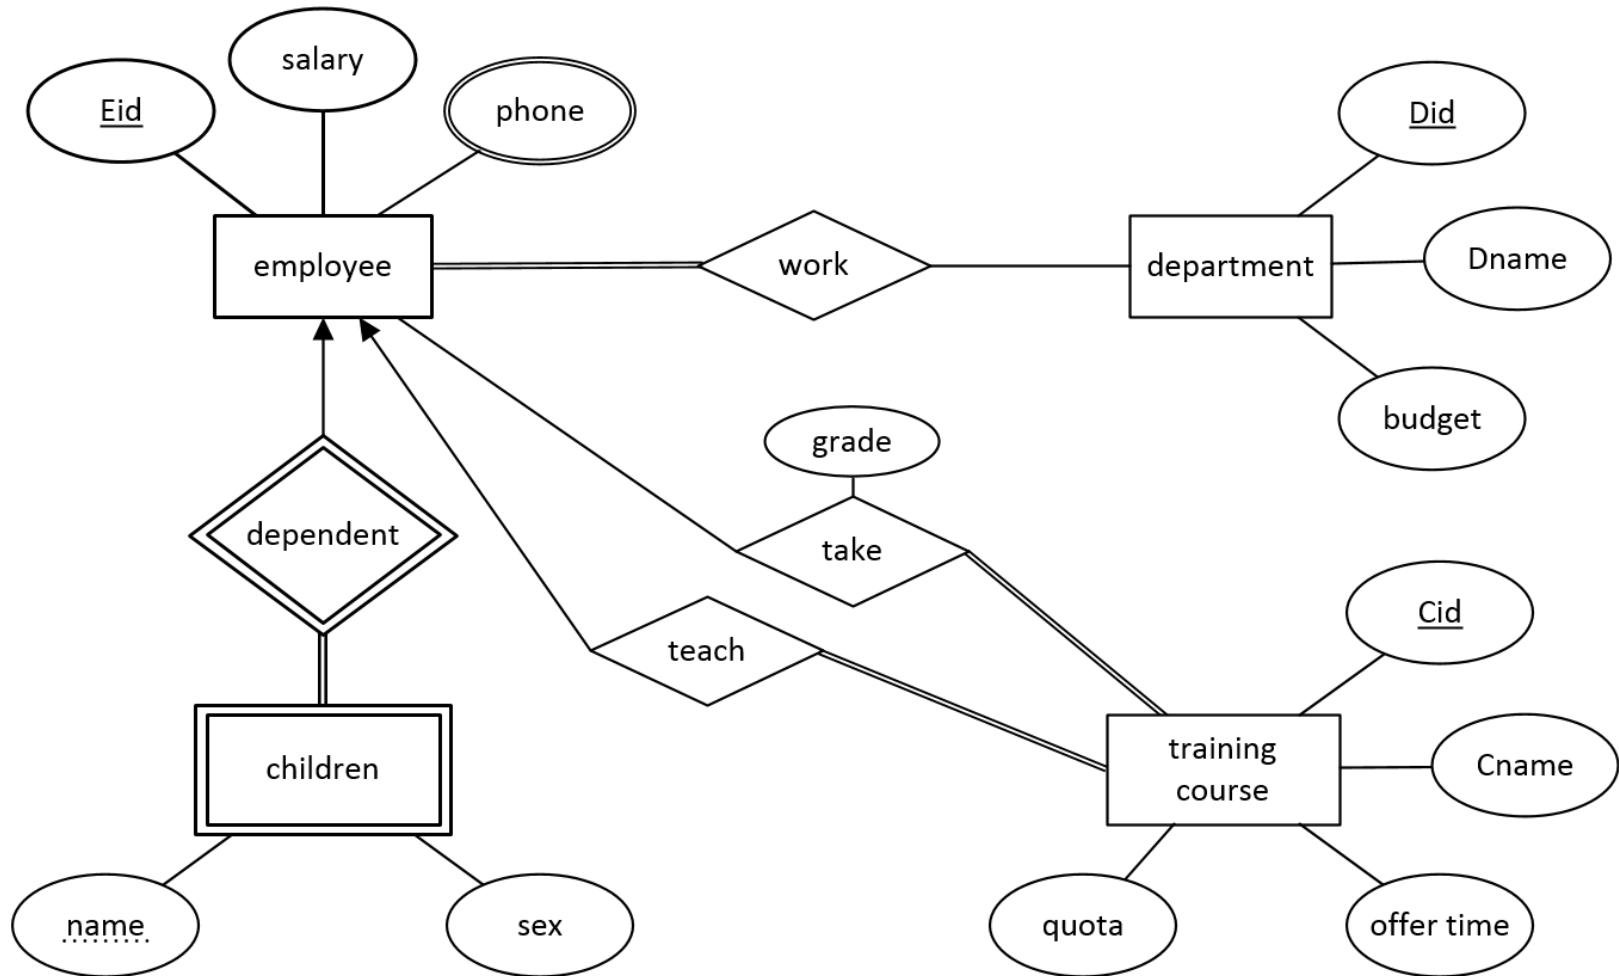 salary
Eid
phone
Did
employee
work
department
Dname
budget
grade
dependent
take
Cid
teach
children
training
course
Cname
name
sex
quota
offer time